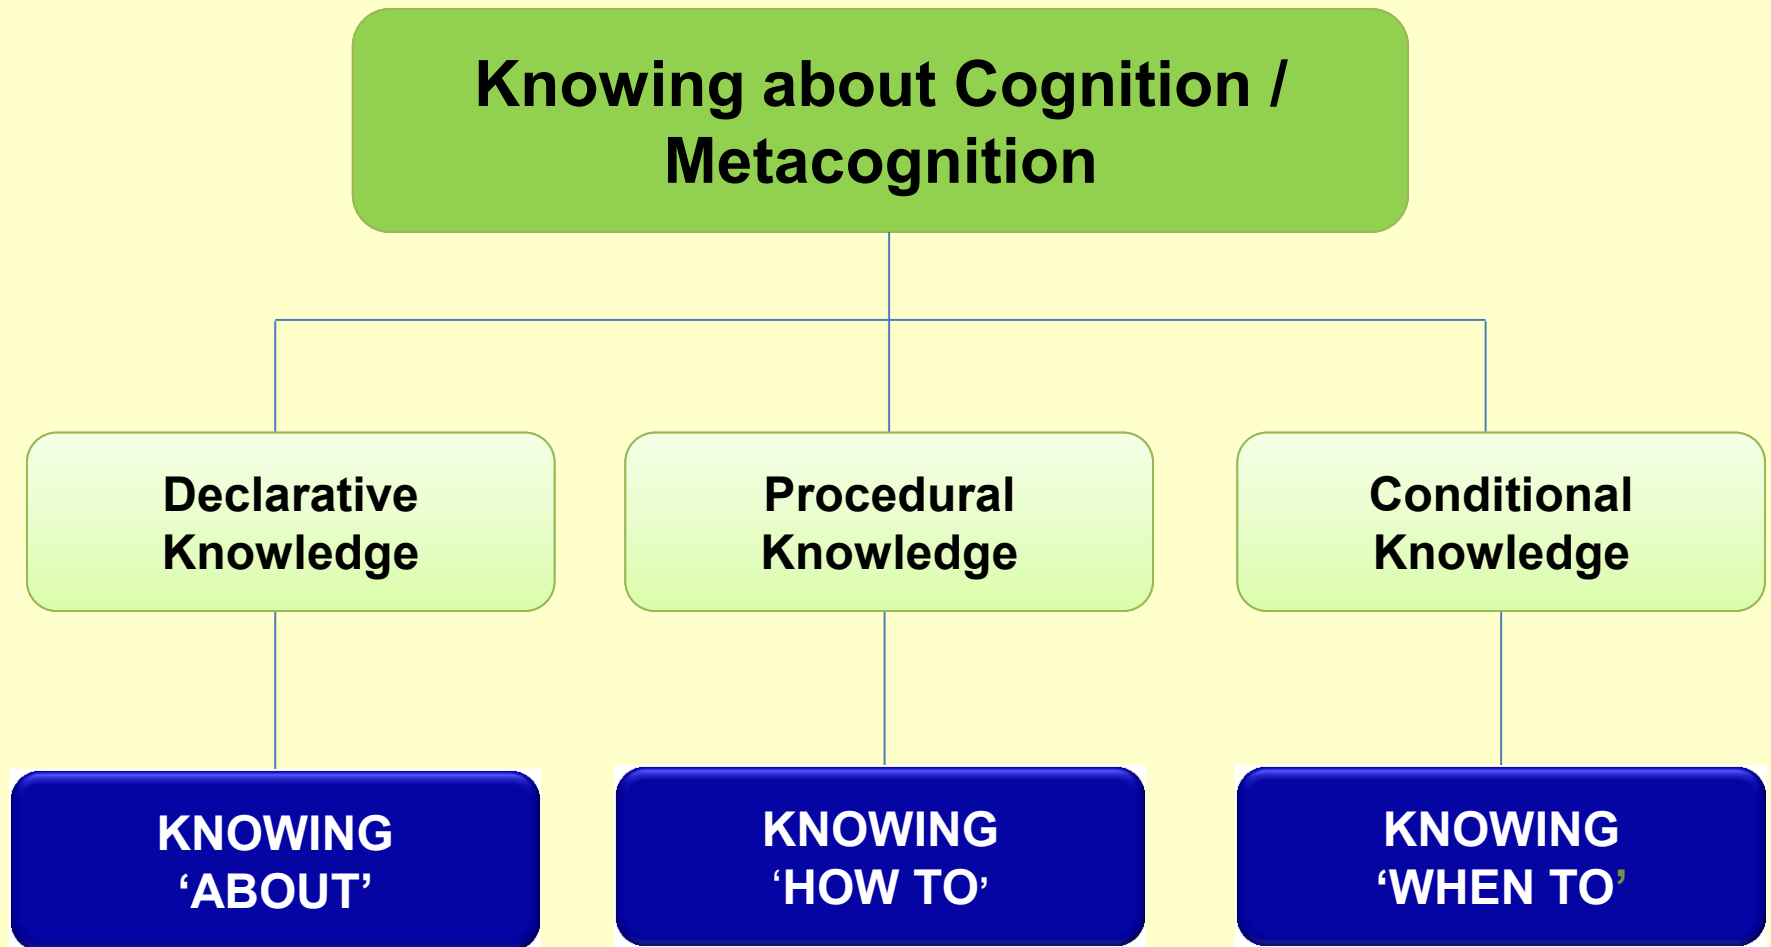 Knowing about Cognition /
Metacognition
Declarative
Knowledge
Procedural
Knowledge
Conditional
Knowledge
KNOWING
‘ABOUT’
KNOWING
‘HOW TO’
KNOWING
‘WHEN TO’